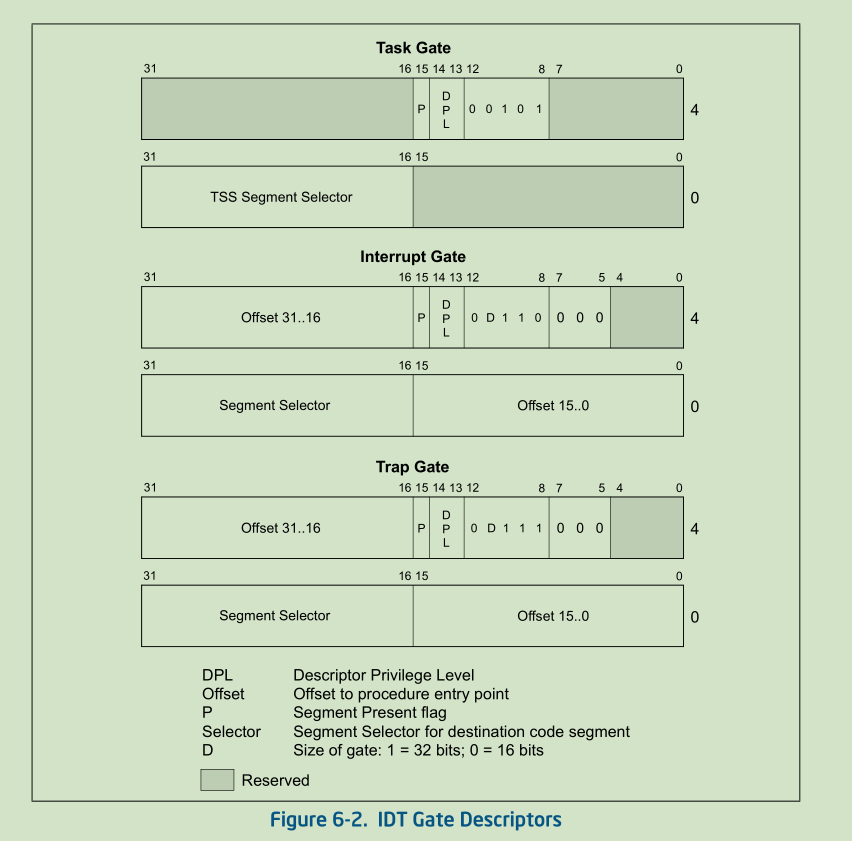 Task Gate
31 16 15 14 13 12 8 7 0
P D P L 0 0 1 0 1 4
31 16 15 0
TSS Segment Selector 0
Interrupt Gate
31 16 15 14 13 12 8 7 5 4 0
Offset 31..16 P D P L 0 D 1 1 0 0 0 0 4
31 16 15 0
Segment Selector Offset 15..0 0
Trap Gate
31 16 15 14 13 12 8 7 5 4 0
Offset 31..16 P D P L 0 D 1 1 1 0 0 0 4
31 16 15 0
Segment Selector Offset 15..0 0
DPL Descriptor Privilege Level
Offset Offset to procedure entry point
P Segment Present flag
Selector Segment Selector for destination code segment
D Size of gate: 1 = 32 bits; 0 = 16 bits
Reserved
Figure 6-2. IDT Gate Descriptors